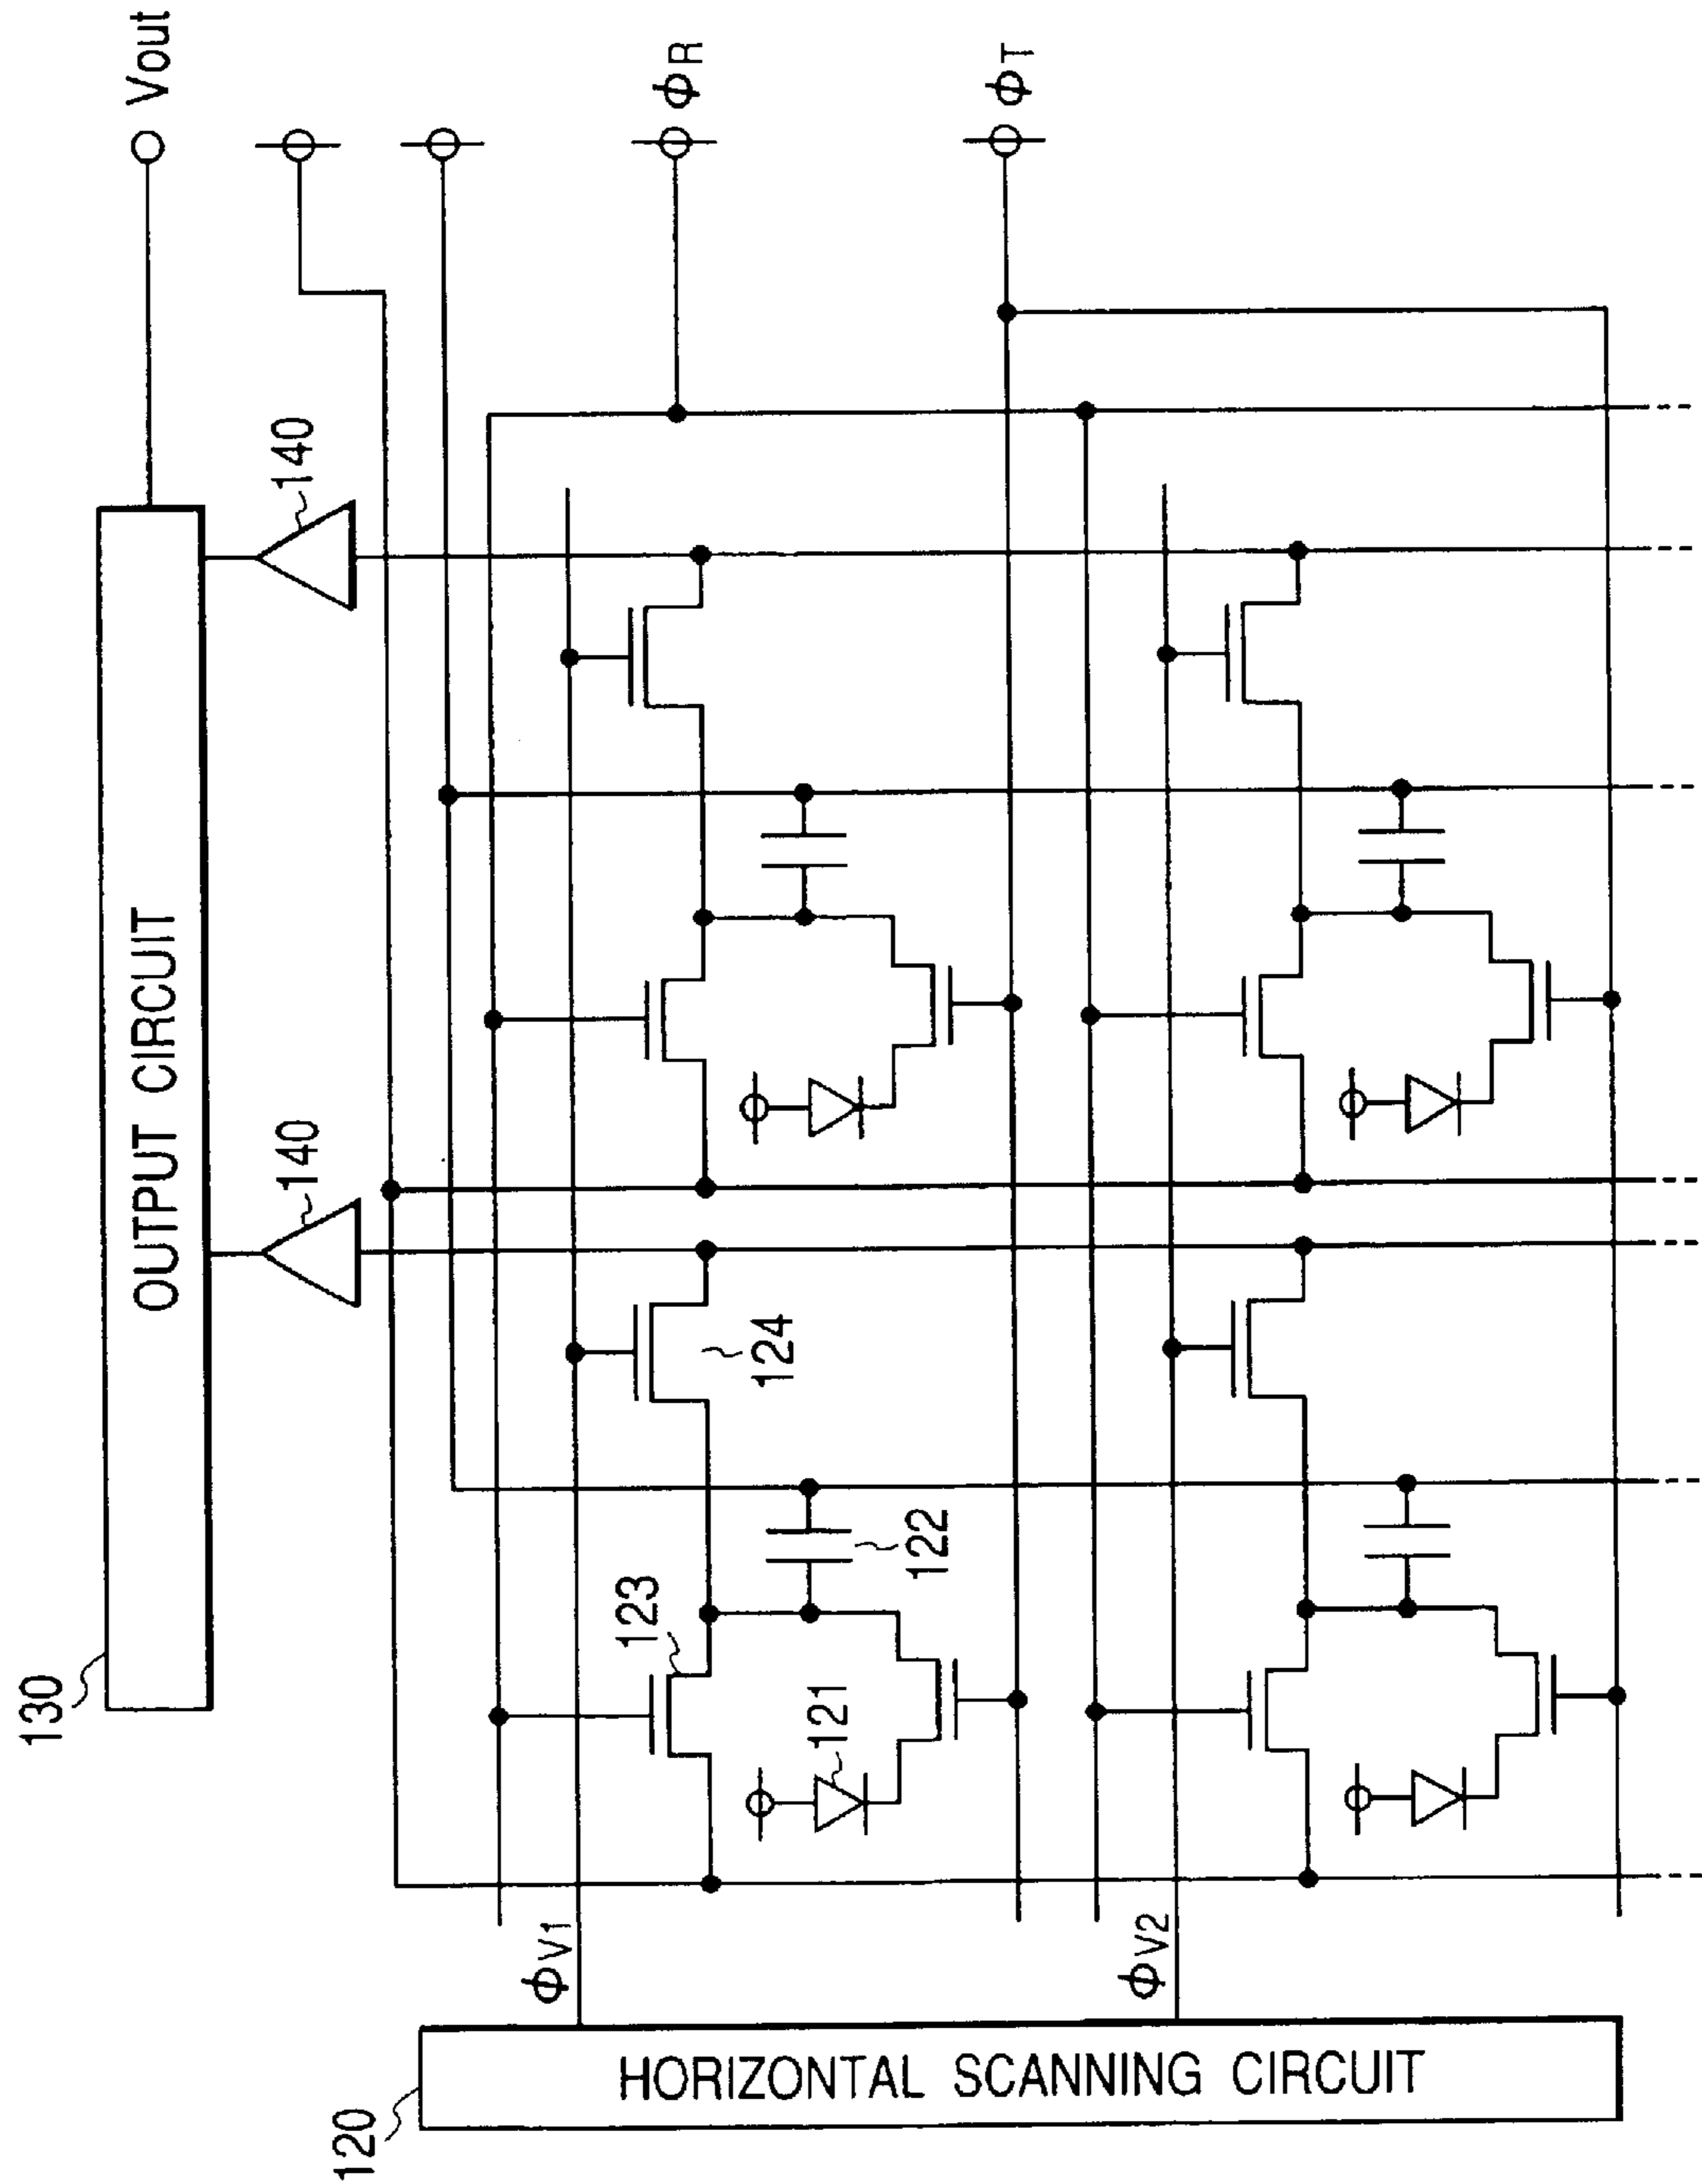 130
OUTPUT CIRCUIT
Vout
140
140
ΦR
ΦT
ΦV1
ΦV2
123
124
122
121
120
HORIZONTAL SCANNING CIRCUIT